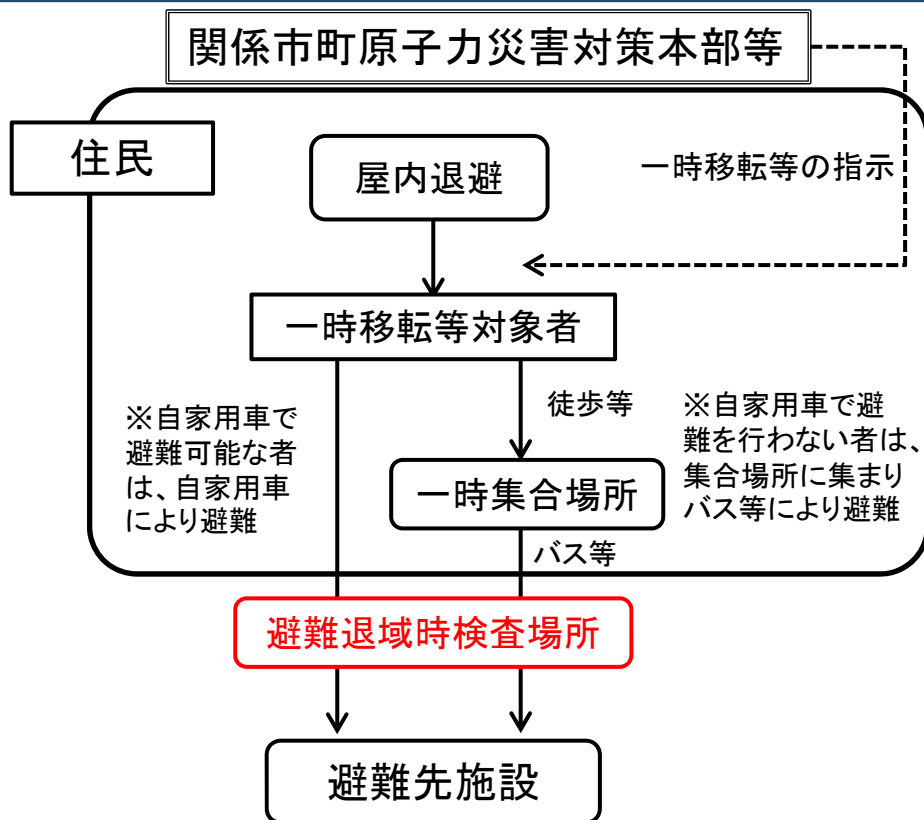 関係市町原子力災害対策本部等
住民
屋内退避
一時移転等の指示
一時移転等対象者
※自家用車で
避難可能な者
は、自家用車
により避難
徒歩等
※自家用車で避
難を行わない者は、
集合場所に集まり
バス等により避難
一時集合場所
バス等
避難退域時検査場所
避難先施設